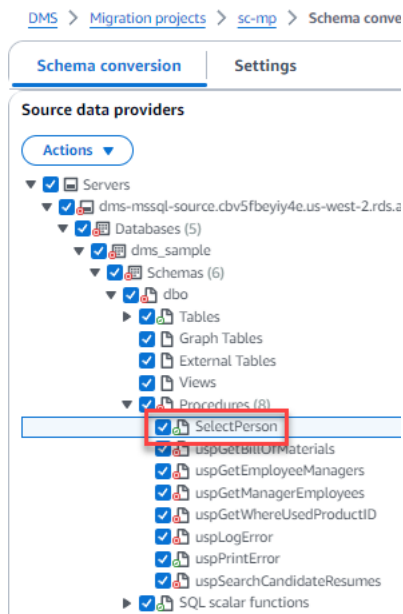 DMS > Migration projects > sc-mp > Schema conve
Schema conversion Settings
Source data providers
Actions
Servers
dms-mssql-source.cbv5fbeyiy4e.us-west-2.rds.a
Databases (5)
dms_sample
Schemas (6)
dbo
Tables
Graph Tables
External Tables
Views
Procedures (8)
SelectPerson
uspGetBillOfMaterials
uspGetEmployeeManagers
uspGetManagerEmployees
uspGetWhereUsedProductID
uspLogError
uspPrintError
uspSearchCandidateResumes
SQL scalar functions